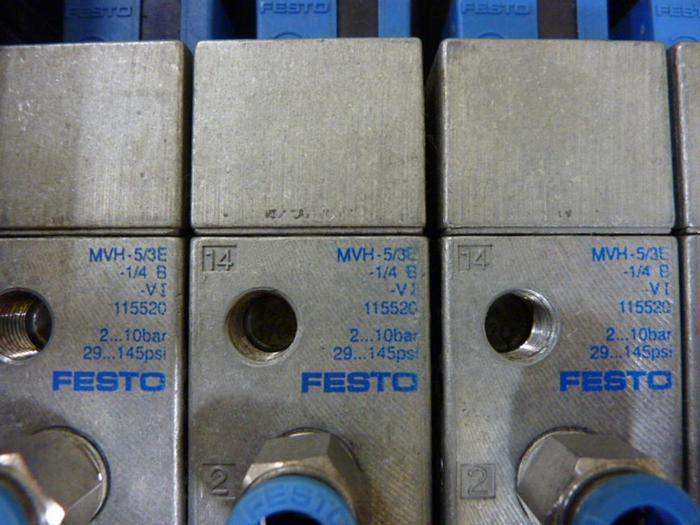 FESTO
FESTO
FESTO
FESTO
MVH-5/3E
-1/4 B
-VI
115520
2...10bar
29...145psi
FESTO
14
MVH-5/3E
-1/4 B
-VI
115520
2...10bar
29...145psi
FESTO
2
FESTO
14
MVH-5/3E
-1/4 B
-VI
115520
2...10bar
29...145psi
FESTO
2